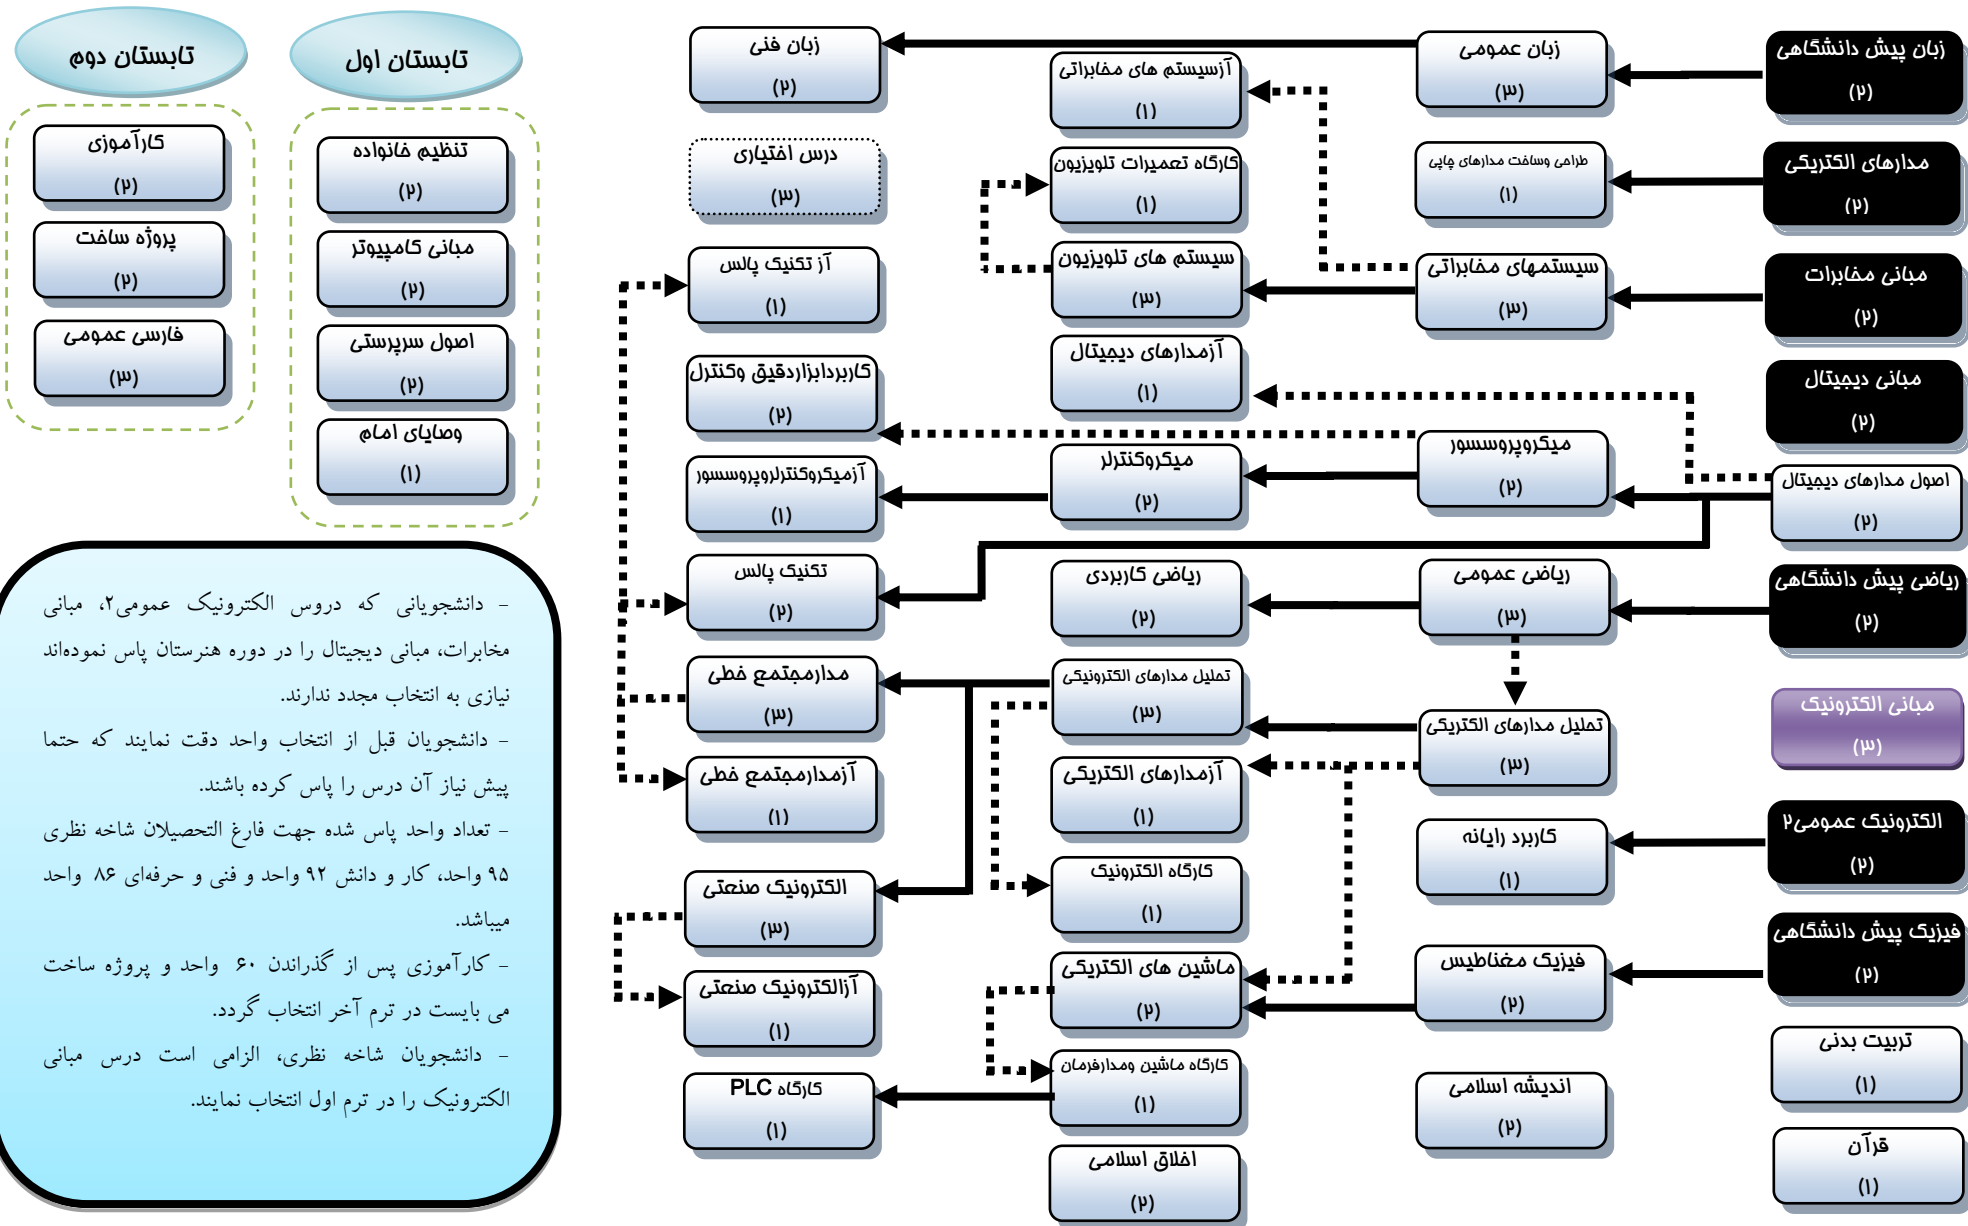 زبان پیش دانشگاهی
(۲)
مدارهای الکتریکی
(۲)
مبانی مخابرات
(۲)
مبانی دیجیتال
(۲)
اصول مدارهای دیجیتال
(۲)
ریاضی پیش دانشگاهی
(۲)
مبانی الکترونیک
(۳)
الکترونیک عمومی۲
(۲)
فیزیک پیش دانشگاهی
(۲)
تربیت بدنی
(۱)
قرآن
(۱)
زبان عمومی
(۳)
طراحی وساخت مدارهای چاپی
(۱)
سیستمهای مخابراتی
(۳)
میکروپروسسور
(۲)
ریاضی عمومی
(۳)
تحلیل مدارهای الکتریکی
(۳)
کاربرد رایانه
(۱)
فیزیک مغناطیس
(۲)
اندیشه اسلامی
(۲)
آزسیستم های مخابراتی
(۱)
کارگاه تعمیرات تلویزیون
(۱)
سیستم های تلویزیون
(۳)
آزمدارهای دیجیتال
(۱)
میکروکنترلر
(۲)
ریاضی کاربردی
(۲)
تحلیل مدارهای الکترونیکی
(۳)
آزمدارهای الکتریکی
(۱)
کارگاه الکترونیک
(۱)
ماشین های الکتریکی
(۲)
کارگاه ماشین ومدارفرمان
(۱)
اخلاق اسلامی
(۲)
زبان فنی
(۲)
درس اختیاری
(۳)
آز تکنیک پالس
(۱)
کاربردابزاردقیق وکنترل
(۲)
آزمیکروکنترلروپروسسور
(۱)
تکنیک پالس
(۲)
مدارمجتمع خطی
(۳)
آزمدارمجتمع خطی
(۱)
الکترونیک صنعتی
(۳)
آزالکترونیک صنعتی
(۱)
کارگاه PLC
(۱)
تابستان اول
تنظیم خانواده
(۲)
مبانی کامپیوتر
(۲)
اصول سرپرستی
(۲)
وصایای امام
(۱)
تابستان دوم
کارآموزی
(۲)
پروژه ساخت
(۲)
فارسی عمومی
(۳)
- دانشجویانی که دروس الکترونیک عمومی۲، مبانی
مخابرات، مبانی دیجیتال را در دوره هنرستان پاس نموده‌اند
نیازی به انتخاب مجدد ندارند.
- دانشجویان قبل از انتخاب واحد دقت نمایند که حتما
پیش نیاز آن درس را پاس کرده باشند.
- تعداد واحد پاس شده جهت فارغ التحصیلان شاخه نظری
۹۵ واحد، کار و دانش ۹۲ واحد و فنی و حرفه‌ای ۸۶ واحد
میباشد.
- کارآموزی پس از گذراندن ۶۰ واحد و پروژه ساخت
می بایست در ترم آخر انتخاب گردد.
- دانشجویان شاخه نظری، الزامی است درس مبانی
الکترونیک را در ترم اول انتخاب نمایند.